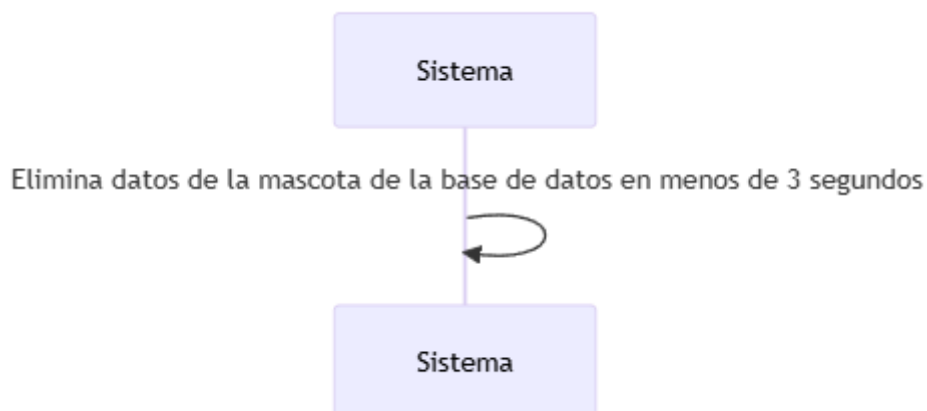 Sistema
Elimina datos de la mascota de la base de datos en menos de 3 segundos
Sistema